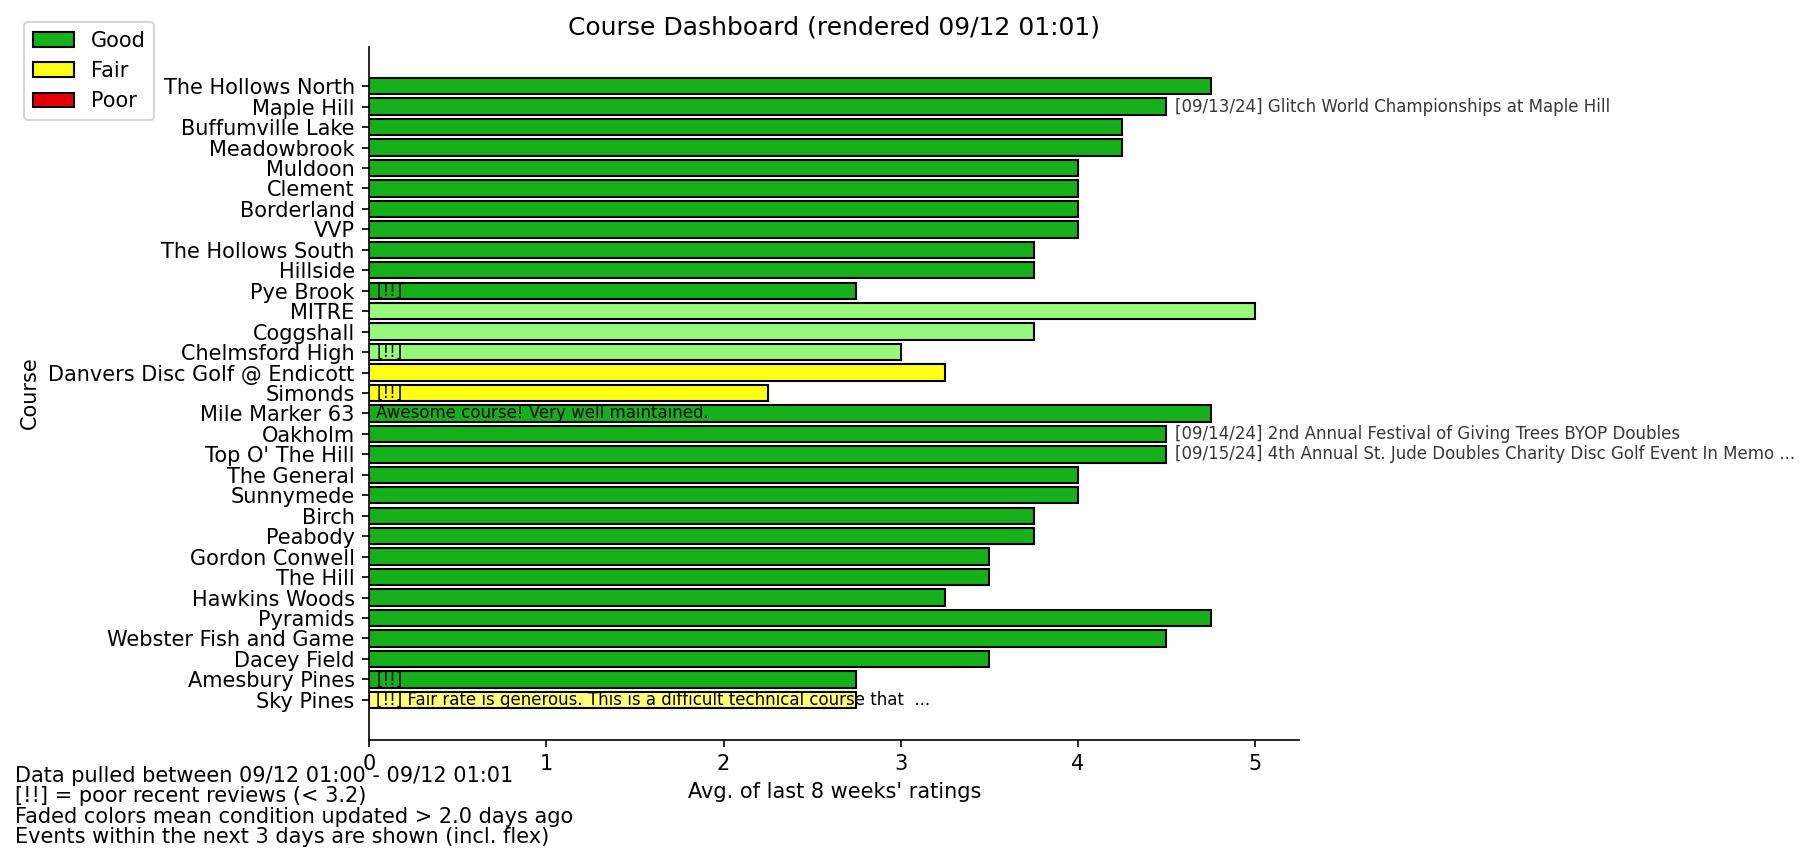 Course Dashboard (rendered 09/12 01:01)
Good
Fair
Poor
Course
The Hollows North
Maple Hill [09/13/24] Glitch World Championships at Maple Hill
Buffumville Lake
Meadowbrook
Muldoon
Clement
Borderland
VVP
The Hollows South
Hillside
Pye Brook [!!]
MITRE
Coggshall
Chelmsford High [!!]
Danvers Disc Golf @ Endicott
Simonds [!!]
Mile Marker 63 Awesome course! Very well maintained.
Oakholm [09/14/24] 2nd Annual Festival of Giving Trees BYOP Doubles
Top O' The Hill [09/15/24] 4th Annual St. Jude Doubles Charity Disc Golf Event In Memo ...
The General
Sunnymede
Birch
Peabody
Gordon Conwell
The Hill
Hawkins Woods
Pyramids
Webster Fish and Game
Dacey Field
Amesbury Pines [!!]
Sky Pines [!!] Fair rate is generous. This is a difficult technical course that ...
0 1 2 3 4 5
Avg. of last 8 weeks' ratings
Data pulled between 09/12 01:00 - 09/12 01:01
[!!] = poor recent reviews (< 3.2)
Faded colors mean condition updated > 2.0 days ago
Events within the next 3 days are shown (incl. flex)